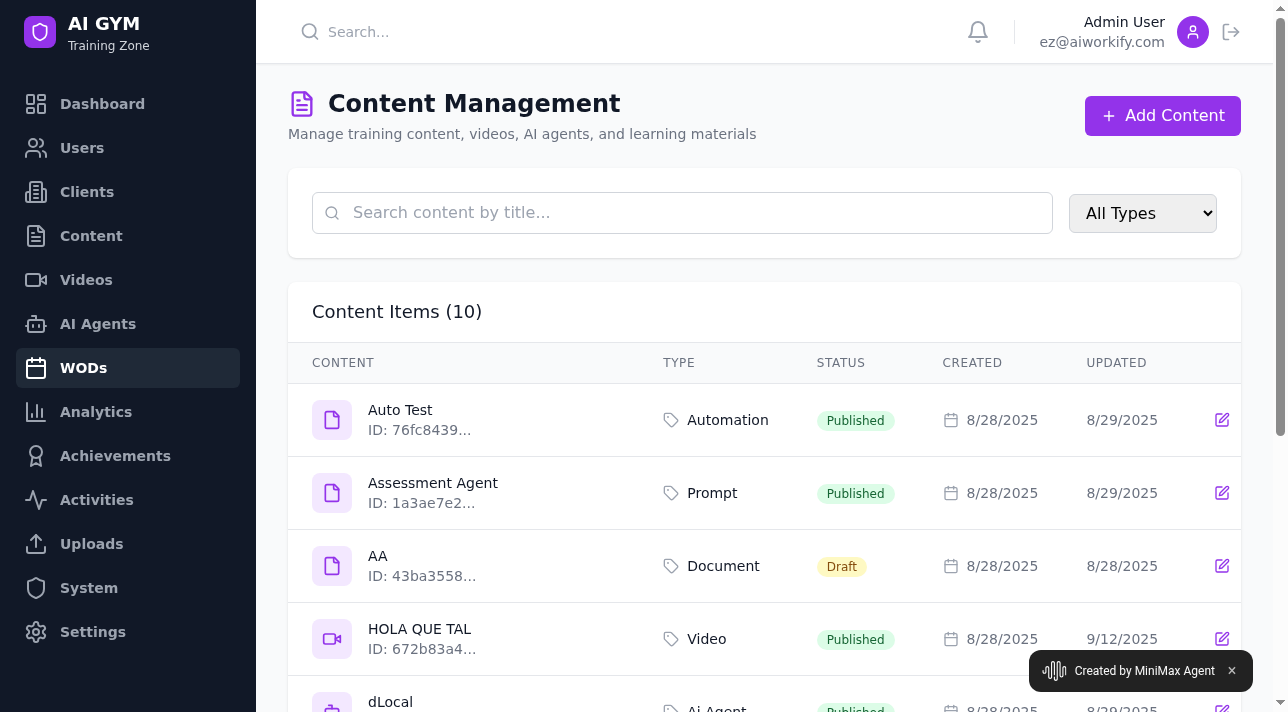 AI GYM
Training Zone
Dashboard
Users
Clients
Content
Videos
AI Agents
WODs
Analytics
Achievements
Activities
Uploads
System
Settings
Search...
Admin User
ez@aiworkify.com
Content Management
Manage training content, videos, AI agents, and learning materials
Add Content
Search content by title...
All Types
Content Items (10)
CONTENT TYPE STATUS CREATED UPDATED
Auto Test
ID: 76fc8439...
Automation Published 8/28/2025 8/29/2025
Assessment Agent
ID: 1a3ae7e2...
Prompt Published 8/28/2025 8/29/2025
AA
ID: 43ba3558...
Document Draft 8/28/2025 8/28/2025
HOLA QUE TAL
ID: 672b83a4...
Video Published 8/28/2025 9/12/2025
dLocal
Ai Agent Published 8/28/2025 8/29/2025
Created by MiniMax Agent ×